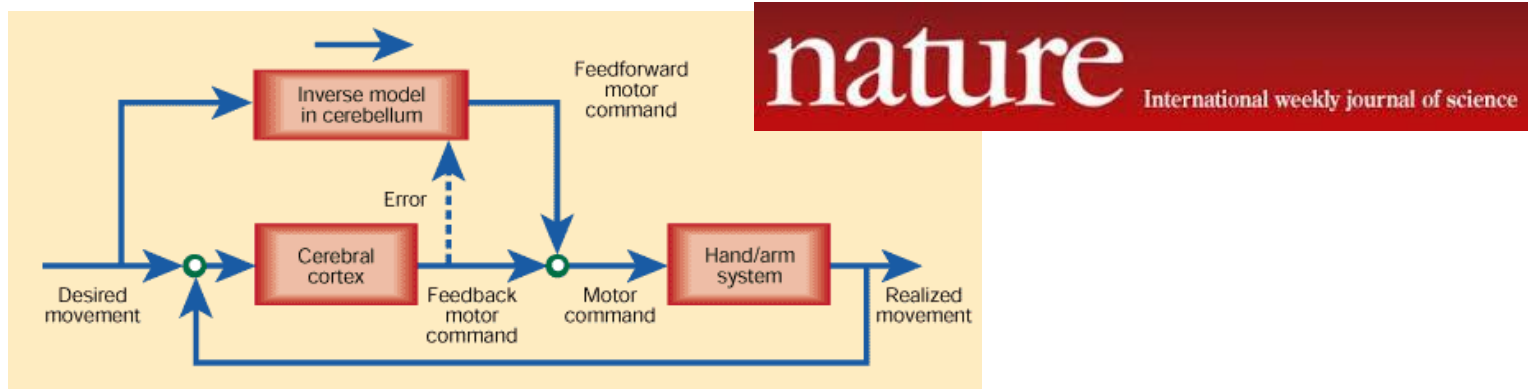 nature International weekly journal of science
Inverse model
in cerebellum
Feedforward
motor
command
Error
Cerebral
cortex
Hand/arm
system
Desired
movement
Feedback
motor
command
Motor
command
Realized
movement